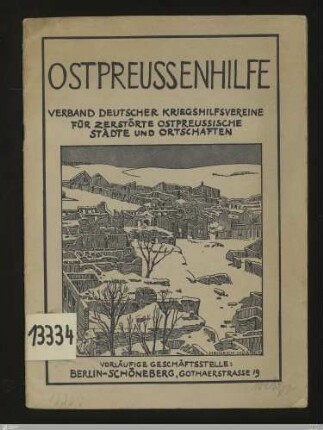 OSTPREUSSENHILFE
VERBAND DEUTSCHER KRIEGSHILFSVEREINE
FÜR ZERSTÖRTE OSTPREUSSISCHE
STÄDTE UND ORTSCHAFTEN
13334
VORLÄUFIGE GESCHÄFTSSTELLE:
BERLIN-SCHÖNEBERG, GOTHAERSTRASSE 19